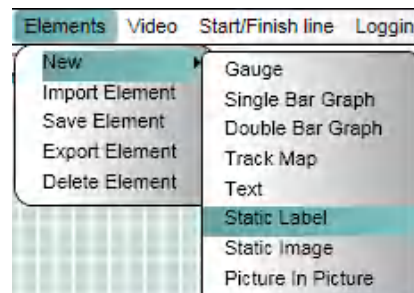 Elements Video Start/Finish line Loggin
New
Import Element
Save Element
Export Element
Delete Element
Gauge
Single Bar Graph
Double Bar Graph
Track Map
Text
Static Label
Static Image
Picture In Picture